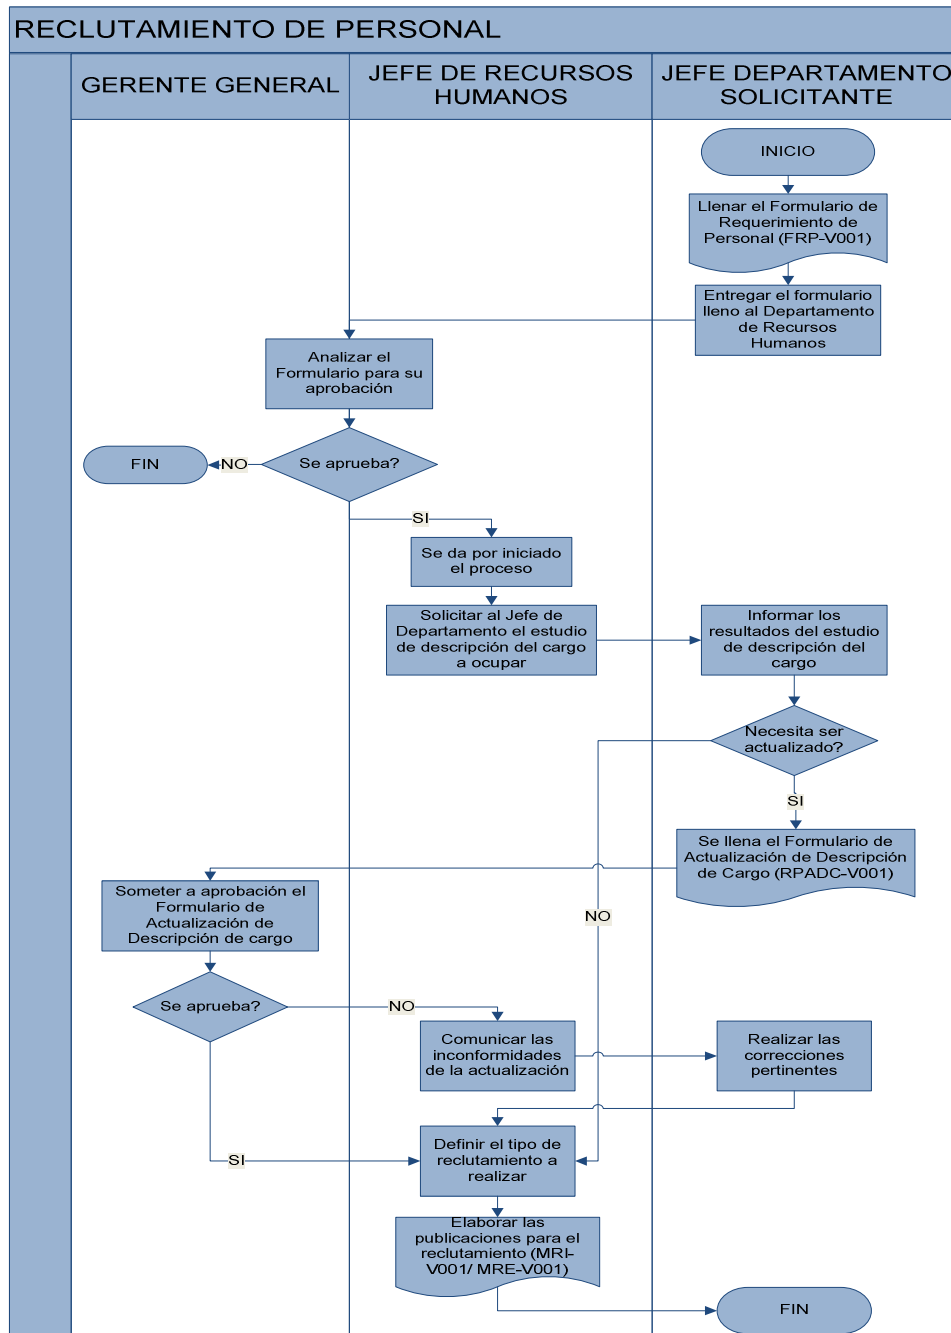 RECLUTAMIENTO DE PERSONAL
GERENTE GENERAL
JEFE DE RECURSOS
HUMANOS
JEFE DEPARTAMENTO
SOLICITANTE
INICIO
Llenar el Formulario de
Requerimiento de
Personal (FRP-V001)
Entregar el formulario
lleno al Departamento
de Recursos
Humanos
Analizar el
Formulario para su
aprobación
Se aprueba?
NO
FIN
SI
Se da por iniciado
el proceso
Solicitar al Jefe de
Departamento el estudio
de descripción del cargo
a ocupar
Informar los
resultados del estudio
de descripción del
cargo
Necesita ser
actualizado?
SI
Se llena el Formulario de
Actualización de Descripción
de Cargo (RPADC-V001)
NO
Someter a aprobación el
Formulario de
Actualización de
Descripción de cargo
Se aprueba?
NO
Comunicar las
inconformidades
de la actualización
Realizar las
correcciones
pertinentes
SI
Definir el tipo de
reclutamiento a
realizar
Elaborar las
publicaciones para el
reclutamiento (MRI-
V001/ MRE-V001)
FIN